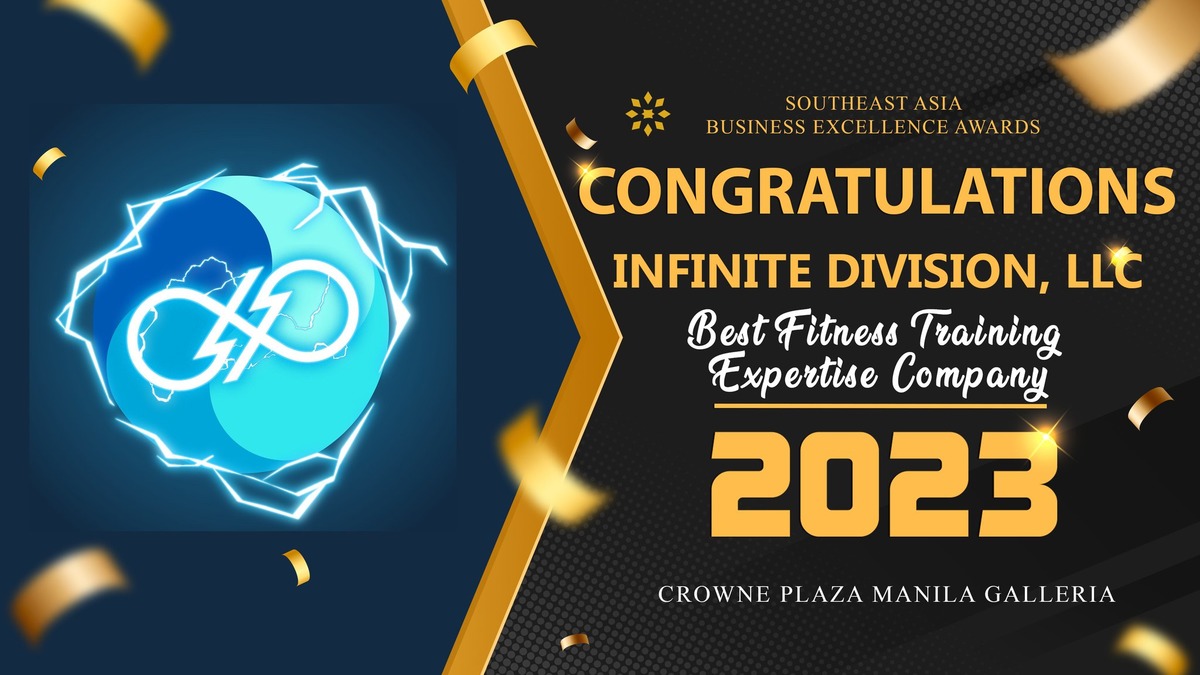 SOUTHEAST ASIA
BUSINESS EXCELLENCE AWARDS
CONGRATULATIONS
INFINITE DIVISION, LLC
Best Fitness Training
Expertise Company
2023
CROWNE PLAZA MANILA GALLERIA